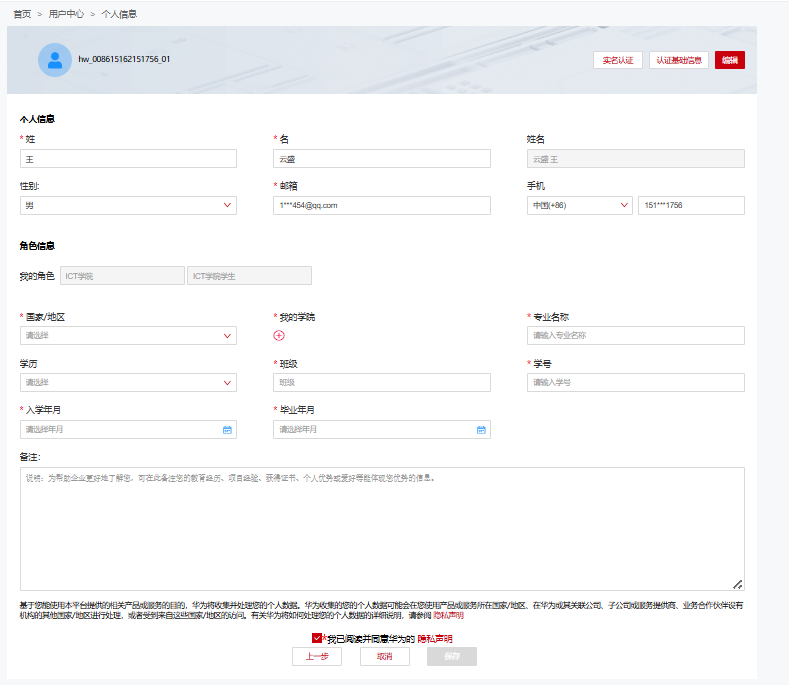 首页 > 用户中心 > 个人信息
hw_008615162151756_01
实名认证 认证基础信息 编辑
个人信息
* 姓 * 名 姓名
王 云盛 云盛 王
性别: * 邮箱 手机
男 1***454@qq.com 中国(+86) 151***1756
角色信息
我的角色 ICT学院 ICT学院学生
* 国家/地区 * 我的学院 * 专业名称
请选择 请输入专业名称
学历 * 班级 * 学号
请选择 班级 请输入学号
* 入学年月 * 毕业年月
请选择年月 请选择年月
备注:
说明：为帮助企业更好地了解您，可在此备注您的教育经历、项目经验、获得证书、个人优势或爱好等能体现您优势的信息。
基于您能使用本平台提供的相关产品或服务的目的，华为将收集并处理您的个人数据。华为收集的您的个人数据可能会在您使用产品或服务所在国家/地区、在华为或其关联公司、子公司或服务提供商、业务合作伙伴设有
机构的其他国家/地区进行处理，或者受到来自这些国家/地区的访问。有关华为将如何处理您的个人数据的详细说明，请参阅 隐私声明
*我已阅读并同意华为的 隐私声明
上一步 取消 保存